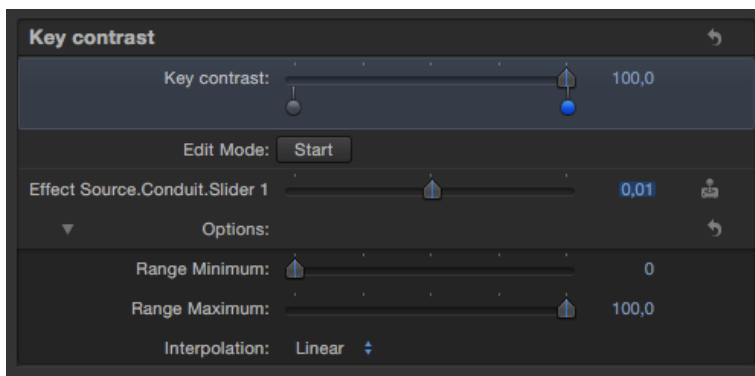 Key contrast
Key contrast: 100,0
Edit Mode: Start
Effect Source.Conduit.Slider 1 0,01
Options:
Range Minimum: 0
Range Maximum: 100,0
Interpolation: Linear